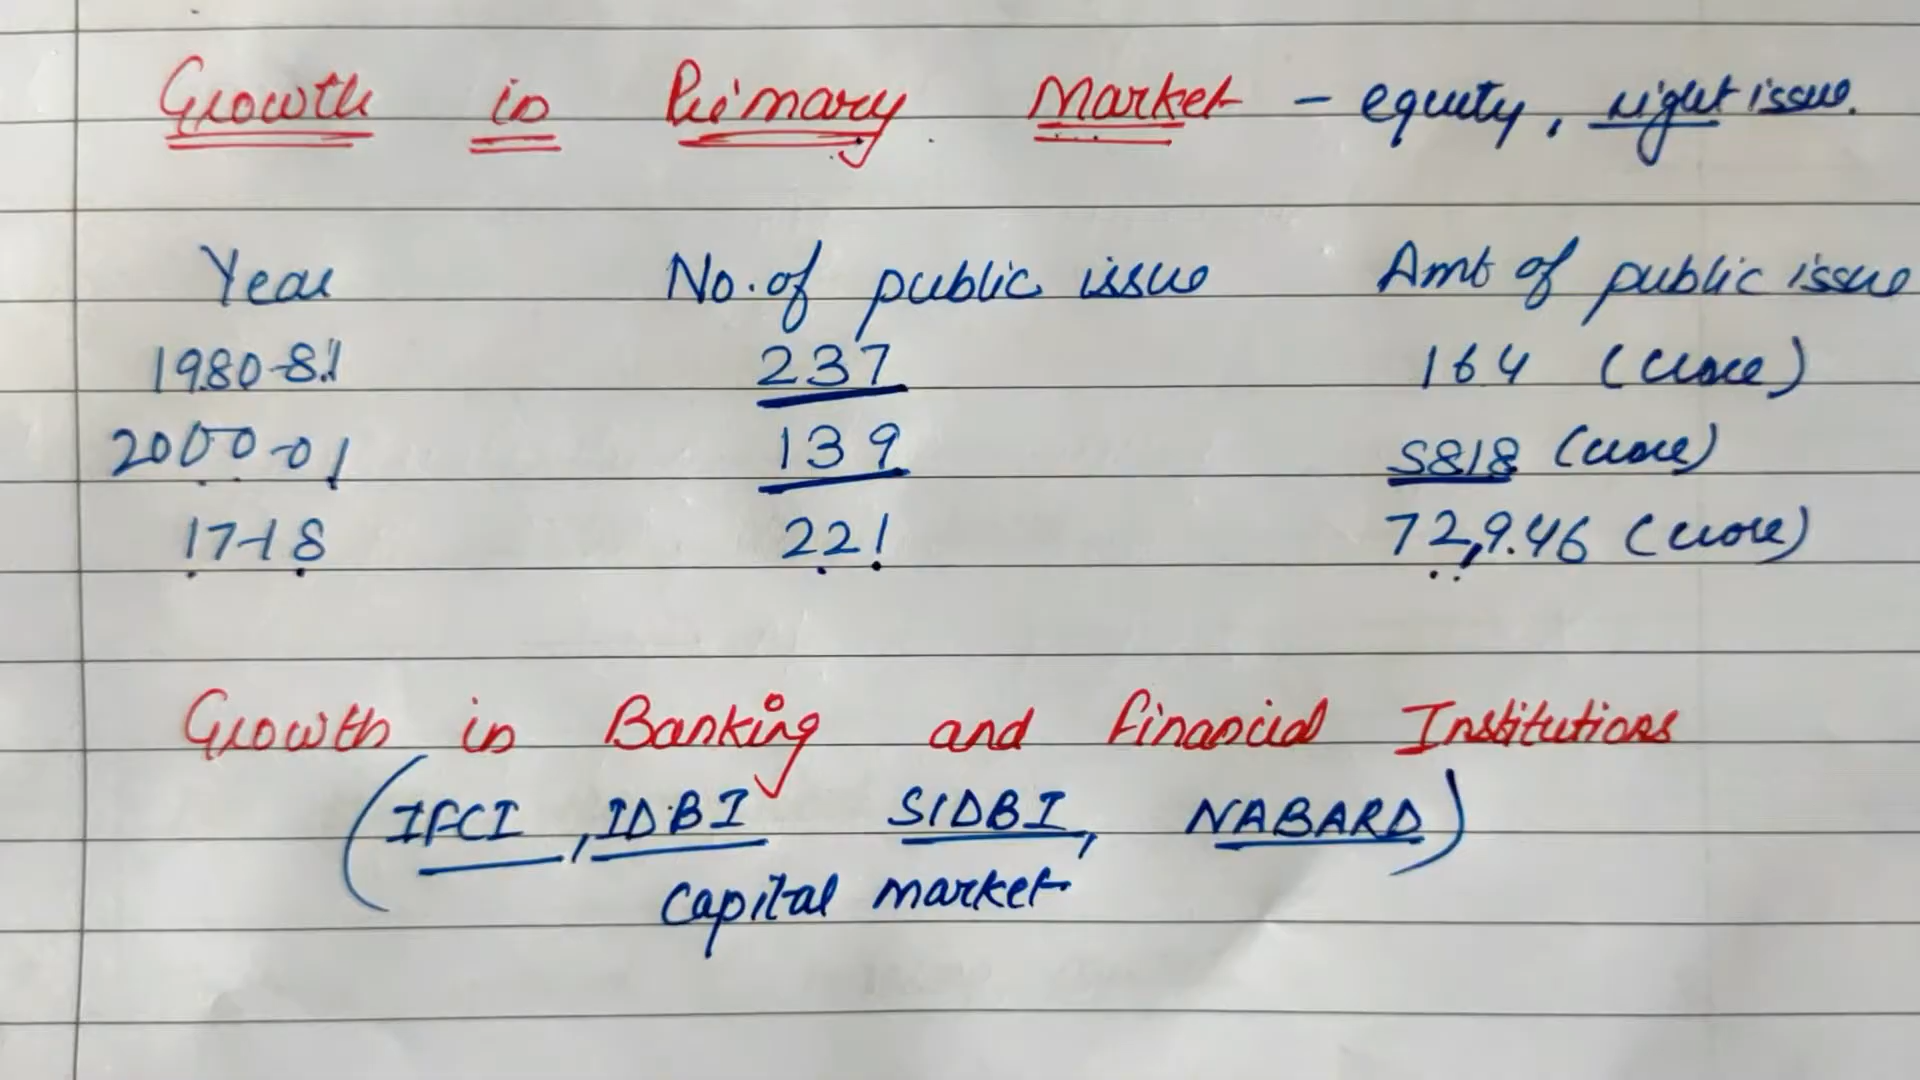 Growth in Primary Market - equity, right issue.
Year No. of public issue Amt of public issue
1980-81 237 164 (crore)
2000-01 139 5818 (crore)
17-18 221 72,9.46 (crore)
Growth in Banking and Financial Institutions
(IFCI, IDBI SIDBI, NABARD)
capital market